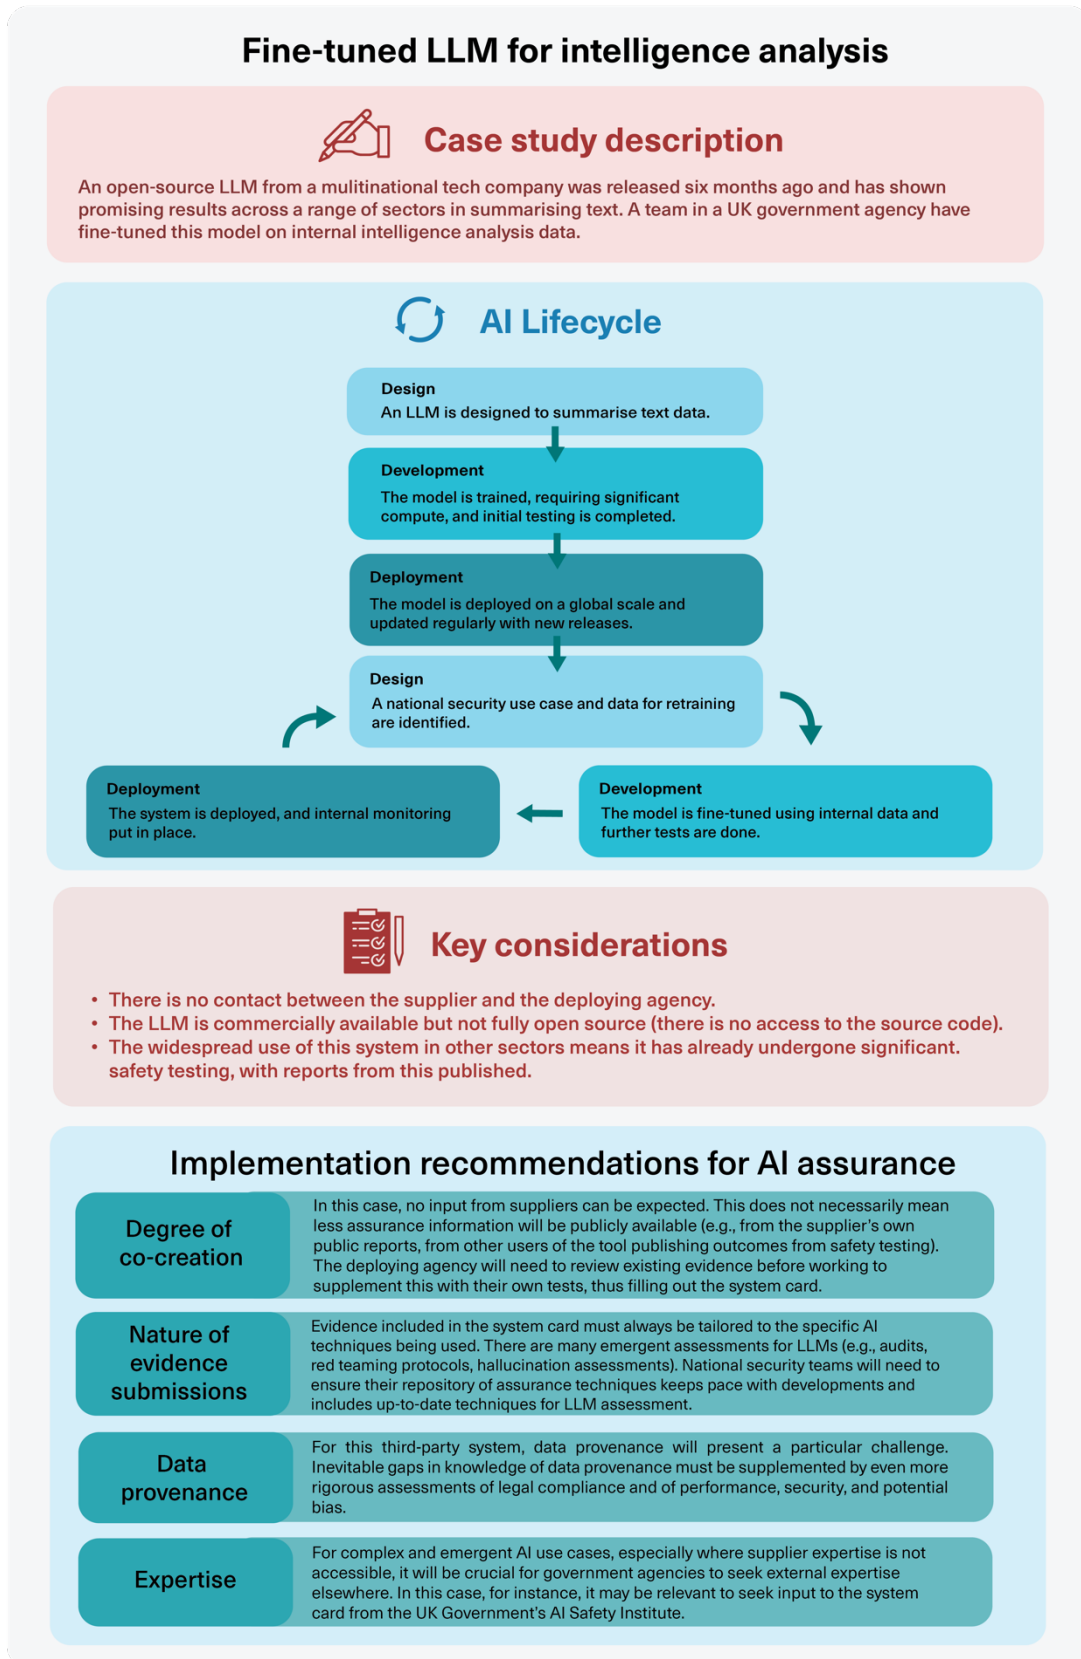 Fine-tuned LLM for intelligence analysis
Case study description
An open-source LLM from a mulitinational tech company was released six months ago and has shown
promising results across a range of sectors in summarising text. A team in a UK government agency have
fine-tuned this model on internal intelligence analysis data.
AI Lifecycle
Design
An LLM is designed to summarise text data.
Development
The model is trained, requiring significant
compute, and initial testing is completed.
Deployment
The model is deployed on a global scale and
updated regularly with new releases.
Design
A national security use case and data for retraining
are identified.
Deployment
The system is deployed, and internal monitoring
put in place.
Development
The model is fine-tuned using internal data and
further tests are done.
Key considerations
• There is no contact between the supplier and the deploying agency.
• The LLM is commercially available but not fully open source (there is no access to the source code).
• The widespread use of this system in other sectors means it has already undergone significant.
safety testing, with reports from this published.
Implementation recommendations for AI assurance
Degree of
co-creation
In this case, no input from suppliers can be expected. This does not necessarily mean
less assurance information will be publicly available (e.g., from the supplier's own
public reports, from other users of the tool publishing outcomes from safety testing).
The deploying agency will need to review existing evidence before working to
supplement this with their own tests, thus filling out the system card.
Nature of
evidence
submissions
Evidence included in the system card must always be tailored to the specific AI
techniques being used. There are many emergent assessments for LLMs (e.g., audits,
red teaming protocols, hallucination assessments). National security teams will need to
ensure their repository of assurance techniques keeps pace with developments and
includes up-to-date techniques for LLM assessment.
Data
provenance
For this third-party system, data provenance will present a particular challenge.
Inevitable gaps in knowledge of data provenance must be supplemented by even more
rigorous assessments of legal compliance and of performance, security, and potential
bias.
Expertise
For complex and emergent AI use cases, especially where supplier expertise is not
accessible, it will be crucial for government agencies to seek external expertise
elsewhere. In this case, for instance, it may be relevant to seek input to the system
card from the UK Government's AI Safety Institute.